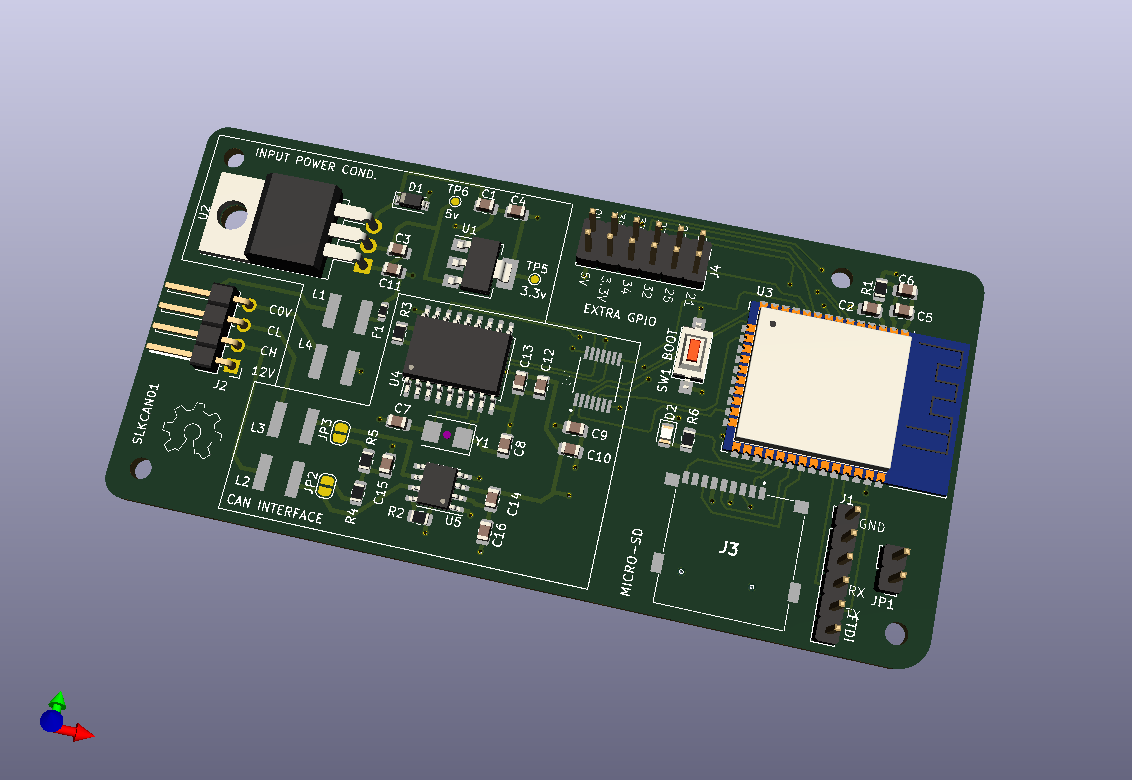 INPUT POWER COND.
U2
D1
TP6
5v
C1
C4
U1
C3
C11
TP5
3.3v
J4
5v
3.3V
34
32
25
21
EXTRA GPIO
U3
R1
C6
C2
C5
L1
C0V
CL
CH
12V
J2
L4
F1
R3
U4
C13
C12
SW1 BOOT
D2
R6
SLKCAN01
L3
JP3
C7
Y1
C8
C9
C10
R5
C15
L2
JP2
R4
R2
U5
C14
C16
CAN INTERFACE
MICRO-SD
J3
J1
GND
RX
TX
FTDI
JP1